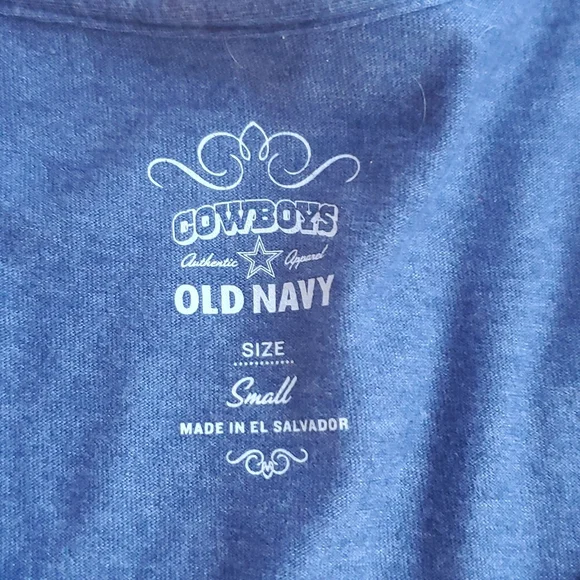 COWBOYS
Authentic Apparel
OLD NAVY
SIZE
Small
MADE IN EL SALVADOR